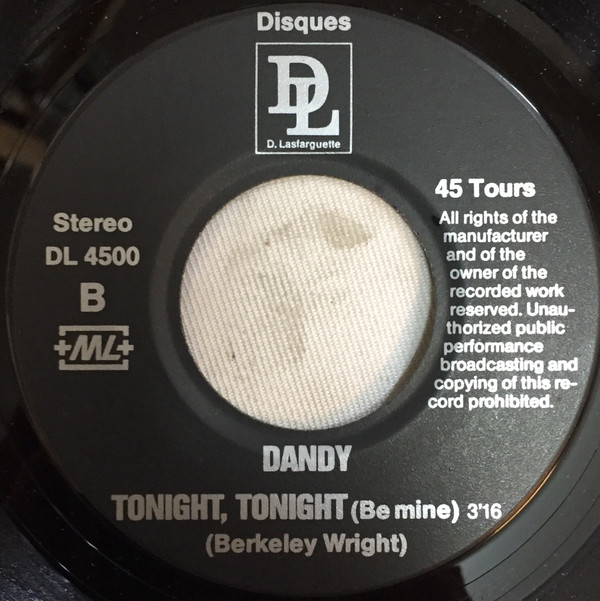 Disques
DL
D. Lasfarguette
45 Tours
All rights of the
manufacturer
and of the
owner of the
recorded work
reserved. Unau-
thorized public
performance
broadcasting and
copying of this re-
cord prohibited.
Stereo
DL 4500
B
+ML+
DANDY
TONIGHT, TONIGHT (Be mine) 3'16
(Berkeley Wright)